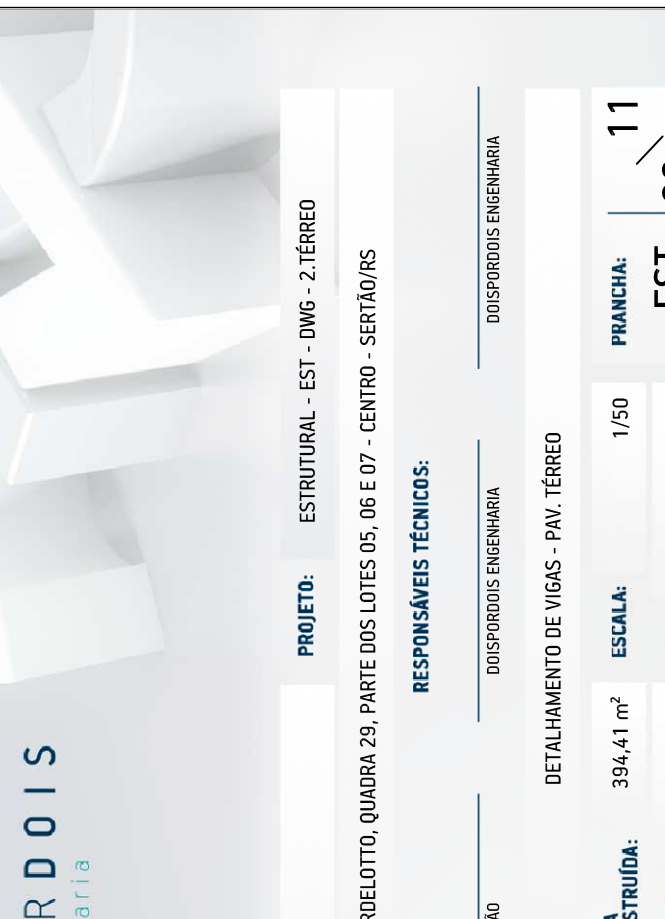 RDOIS
aria
PROJETO: ESTRUTURAL - EST - DWG - 2.TÉRREO
RDELOTTO, QUADRA 29, PARTE DOS LOTES 05, 06 E 07 - CENTRO - SERTÃO/RS
RESPONSÁVEIS TÉCNICOS:
ÃO DOISPORDOIS ENGENHARIA DOISPORDOIS ENGENHARIA
DETALHAMENTO DE VIGAS - PAV. TÉRREO
STRUÍDA: 394,41 m² ESCALA: 1/50 PRANCHA: 11 /
EST